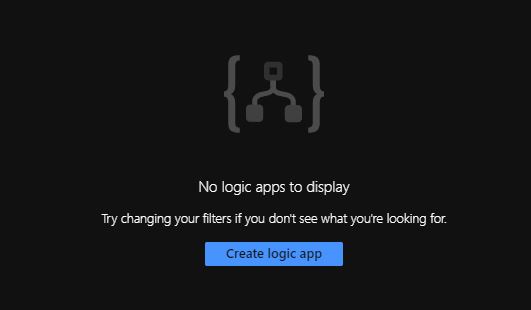 No logic apps to display
Try changing your filters if you don't see what you're looking for.
Create logic app